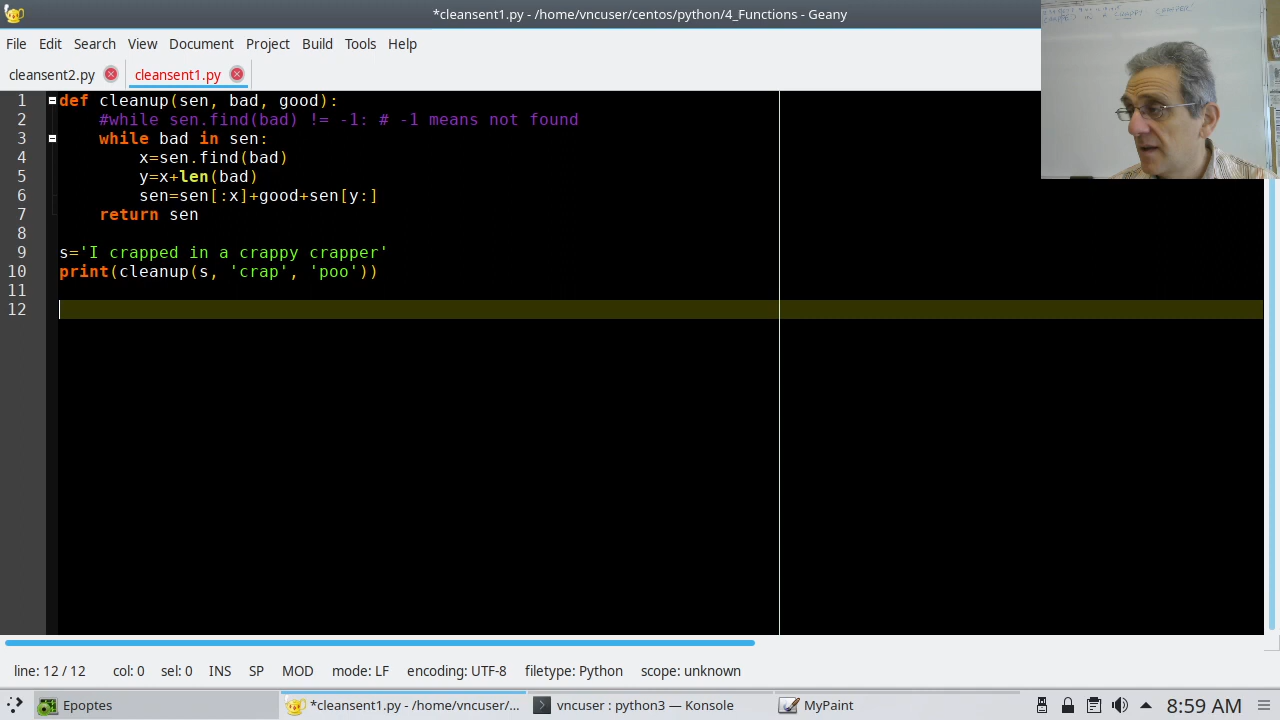 *cleansent1.py - /home/vncuser/centos/python/4_Functions - Geany
File Edit Search View Document Project Build Tools Help
cleansent2.py cleansent1.py
1 def cleanup(sen, bad, good):
2 #while sen.find(bad) != -1: # -1 means not found
3 while bad in sen:
4 x=sen.find(bad)
5 y=x+len(bad)
6 sen=sen[:x]+good+sen[y:]
7 return sen
8
9 s='I crapped in a crappy crapper'
10 print(cleanup(s, 'crap', 'poo'))
11
12
line: 12 / 12 col: 0 sel: 0 INS SP MOD mode: LF encoding: UTF-8 filetype: Python scope: unknown
Epoptes *cleansent1.py - /home/vncuser/... vncuser : python3 — Konsole MyPaint 8:59 AM